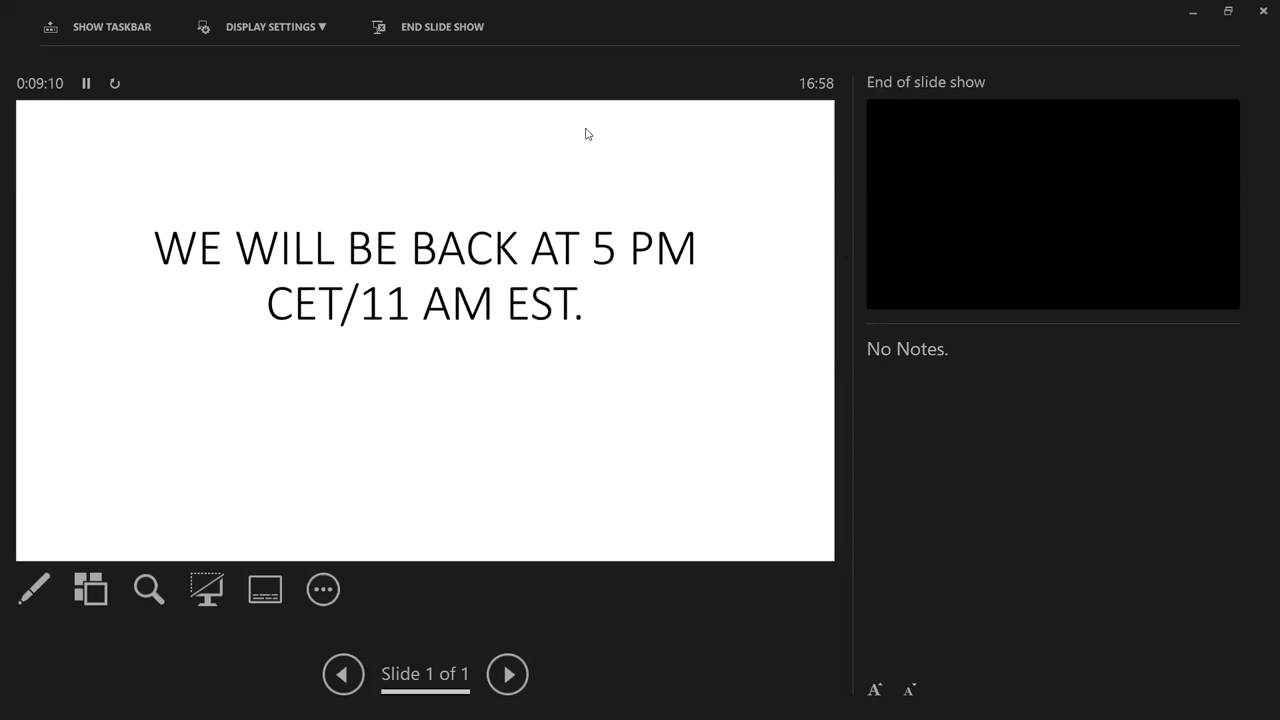 SHOW TASKBAR
DISPLAY SETTINGS ▼
END SLIDE SHOW
0:09:10
16:58
End of slide show
WE WILL BE BACK AT 5 PM
CET/11 AM EST.
No Notes.
Slide 1 of 1
A A